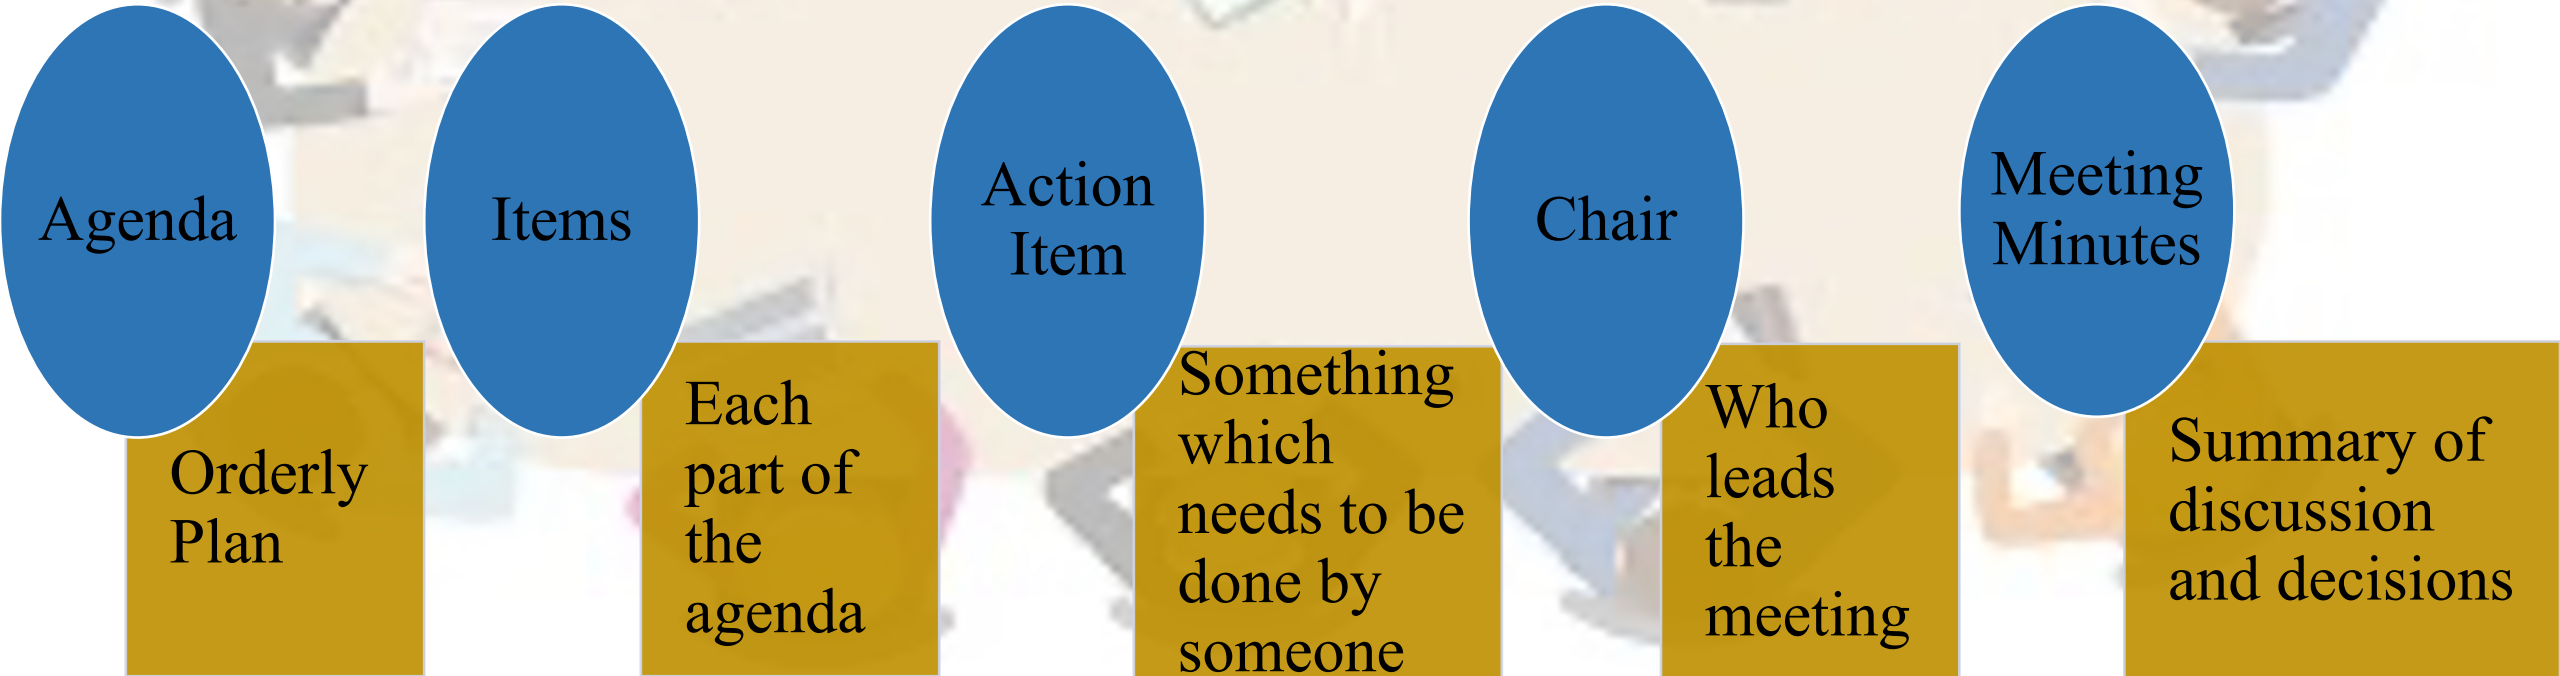 Agenda
Orderly
Plan
Items
Each
part of
the
agenda
Action
Item
Something
which
needs to be
done by
someone
Chair
Who
leads
the
meeting
Meeting
Minutes
Summary of
discussion
and decisions